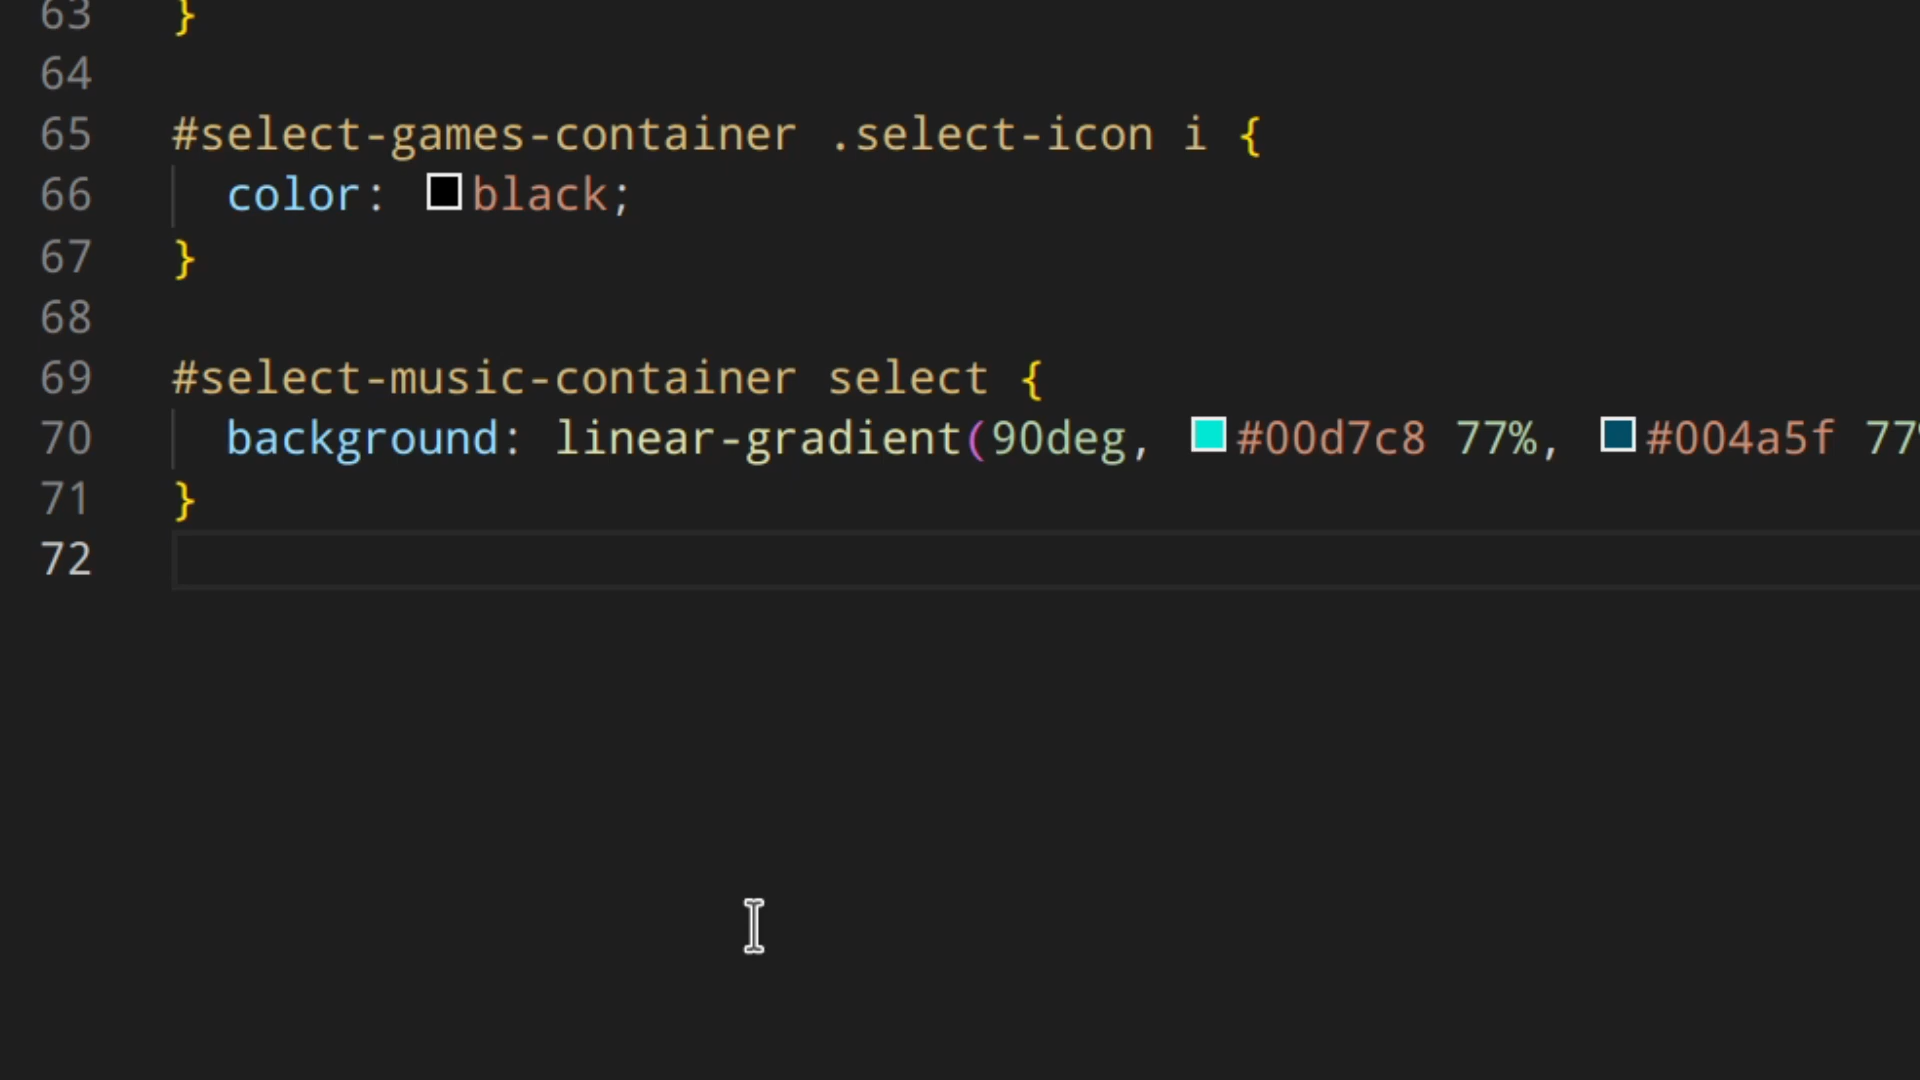 63 }
64
65 #select-games-container .select-icon i {
66 color: black;
67 }
68
69 #select-music-container select {
70 background: linear-gradient(90deg, #00d7c8 77%, #004a5f 77%
71 }
72